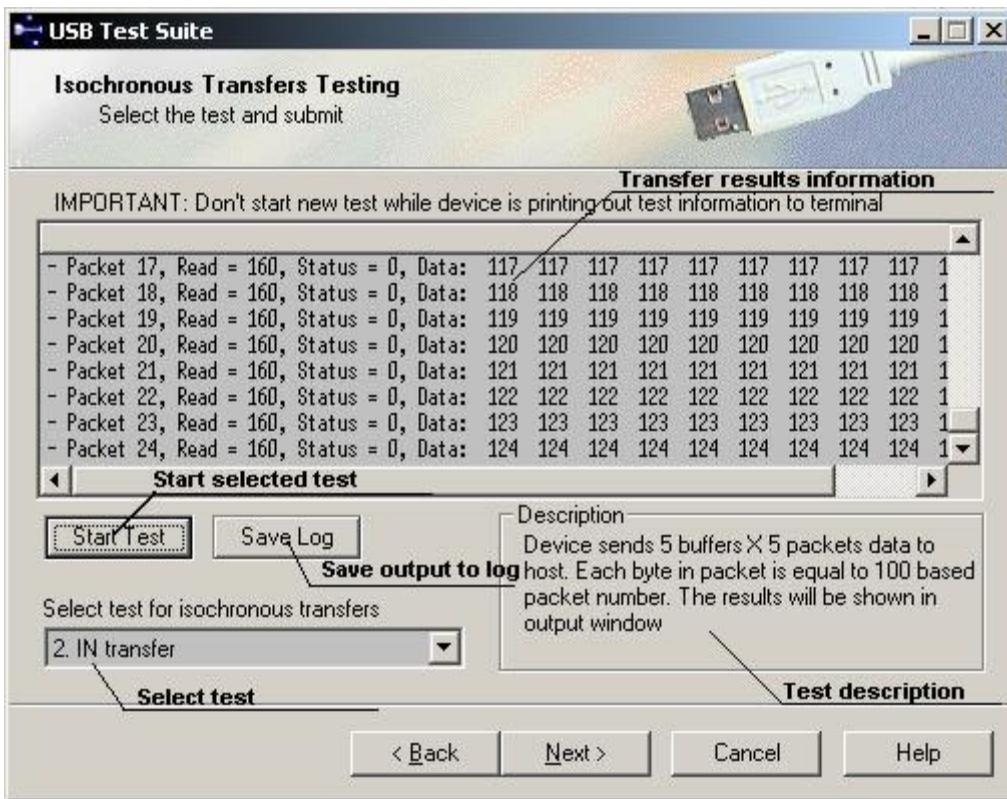 USB Test Suite
Isochronous Transfers Testing
Select the test and submit
Transfer results information
IMPORTANT: Don't start new test while device is printing out test information to terminal
- Packet 17, Read = 160, Status = 0, Data: 117 117 117 117 117 117 117 117 117 1
- Packet 18, Read = 160, Status = 0, Data: 118 118 118 118 118 118 118 118 118 1
- Packet 19, Read = 160, Status = 0, Data: 119 119 119 119 119 119 119 119 119 1
- Packet 20, Read = 160, Status = 0, Data: 120 120 120 120 120 120 120 120 120 1
- Packet 21, Read = 160, Status = 0, Data: 121 121 121 121 121 121 121 121 121 1
- Packet 22, Read = 160, Status = 0, Data: 122 122 122 122 122 122 122 122 122 1
- Packet 23, Read = 160, Status = 0, Data: 123 123 123 123 123 123 123 123 123 1
- Packet 24, Read = 160, Status = 0, Data: 124 124 124 124 124 124 124 124 124 1
Start selected test
Start Test
Save Log
Save output to log
Description
Device sends 5 buffers X 5 packets data to
host. Each byte in packet is equal to 100 based
packet number. The results will be shown in
output window
Select test for isochronous transfers
2. IN transfer
Select test
Test description
< Back
Next >
Cancel
Help